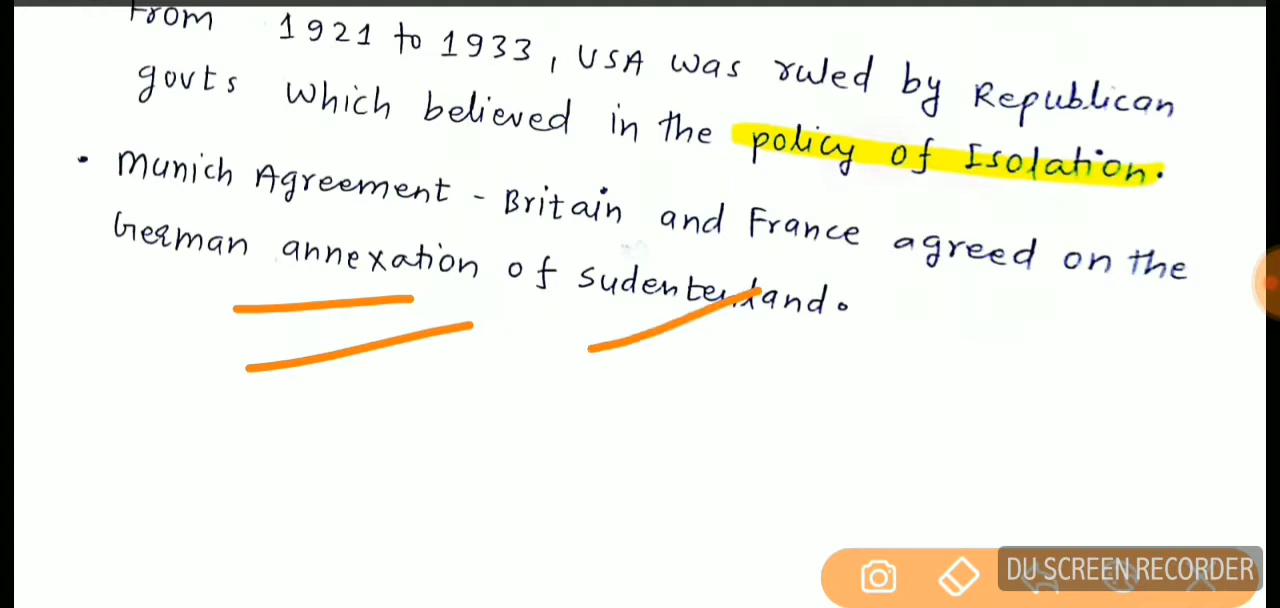 From 1921 to 1933, USA was ruled by Republican
govts which believed in the policy of Isolation.
• Munich Agreement - Britain and France agreed on the
German annexation of Sudentenland.
DU SCREEN RECORDER